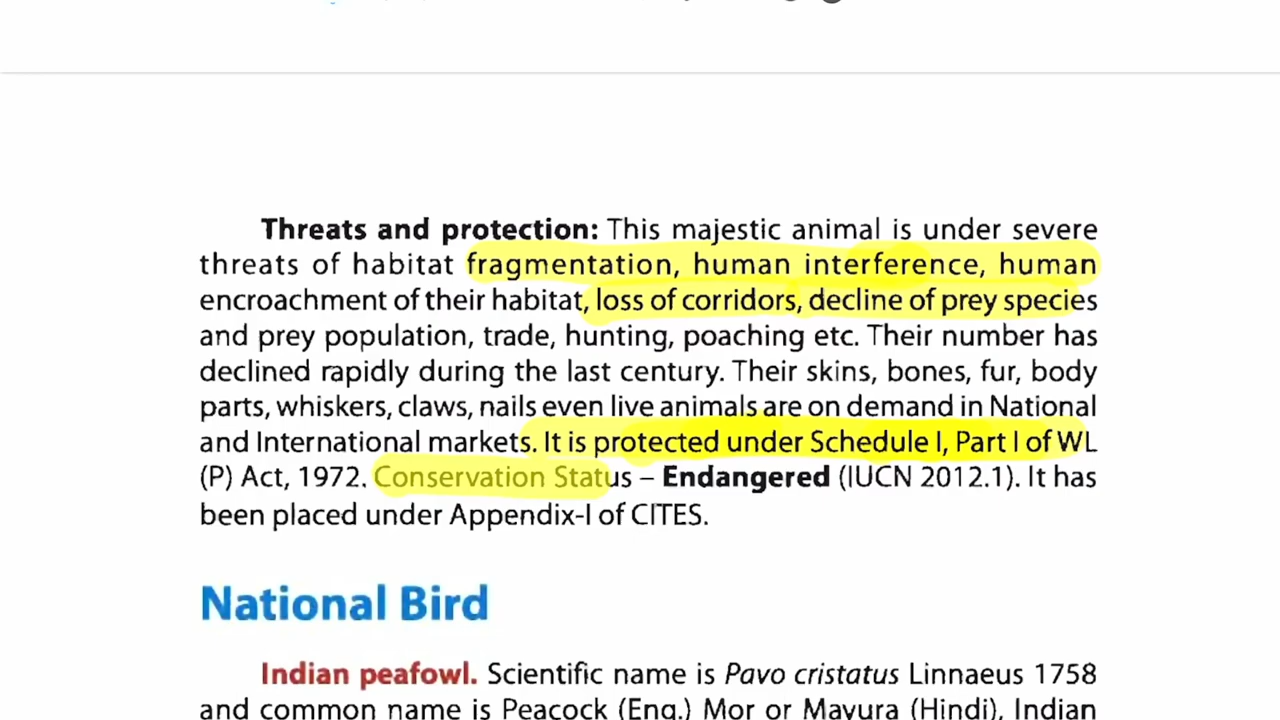 Threats and protection: This majestic animal is under severe
threats of habitat fragmentation, human interference, human
encroachment of their habitat, loss of corridors, decline of prey species
and prey population, trade, hunting, poaching etc. Their number has
declined rapidly during the last century. Their skins, bones, fur, body
parts, whiskers, claws, nails even live animals are on demand in National
and International markets. It is protected under Schedule I, Part I of WL
(P) Act, 1972. Conservation Status – Endangered (IUCN 2012.1). It has
been placed under Appendix-I of CITES.
National Bird
Indian peafowl. Scientific name is Pavo cristatus Linnaeus 1758
and common name is Peacock (Eng.) Mor or Mayura (Hindi), Indian